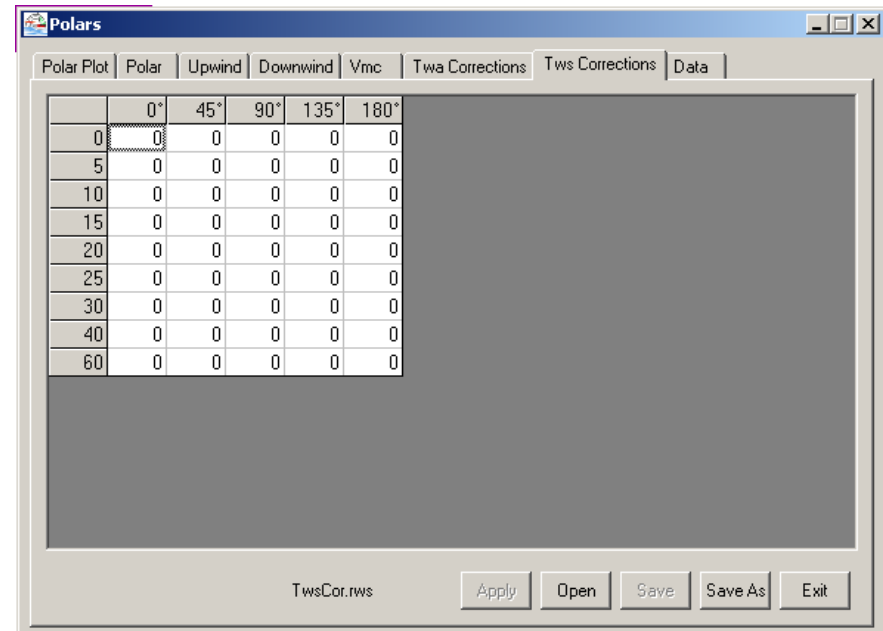 Polars
Polar Plot Polar Upwind Downwind Vmc Twa Corrections Tws Corrections Data
0° 45° 90° 135° 180°
0 0 0 0 0 0
5 0 0 0 0 0
10 0 0 0 0 0
15 0 0 0 0 0
20 0 0 0 0 0
25 0 0 0 0 0
30 0 0 0 0 0
40 0 0 0 0 0
60 0 0 0 0 0
TwsCor.rws Apply Open Save Save As Exit